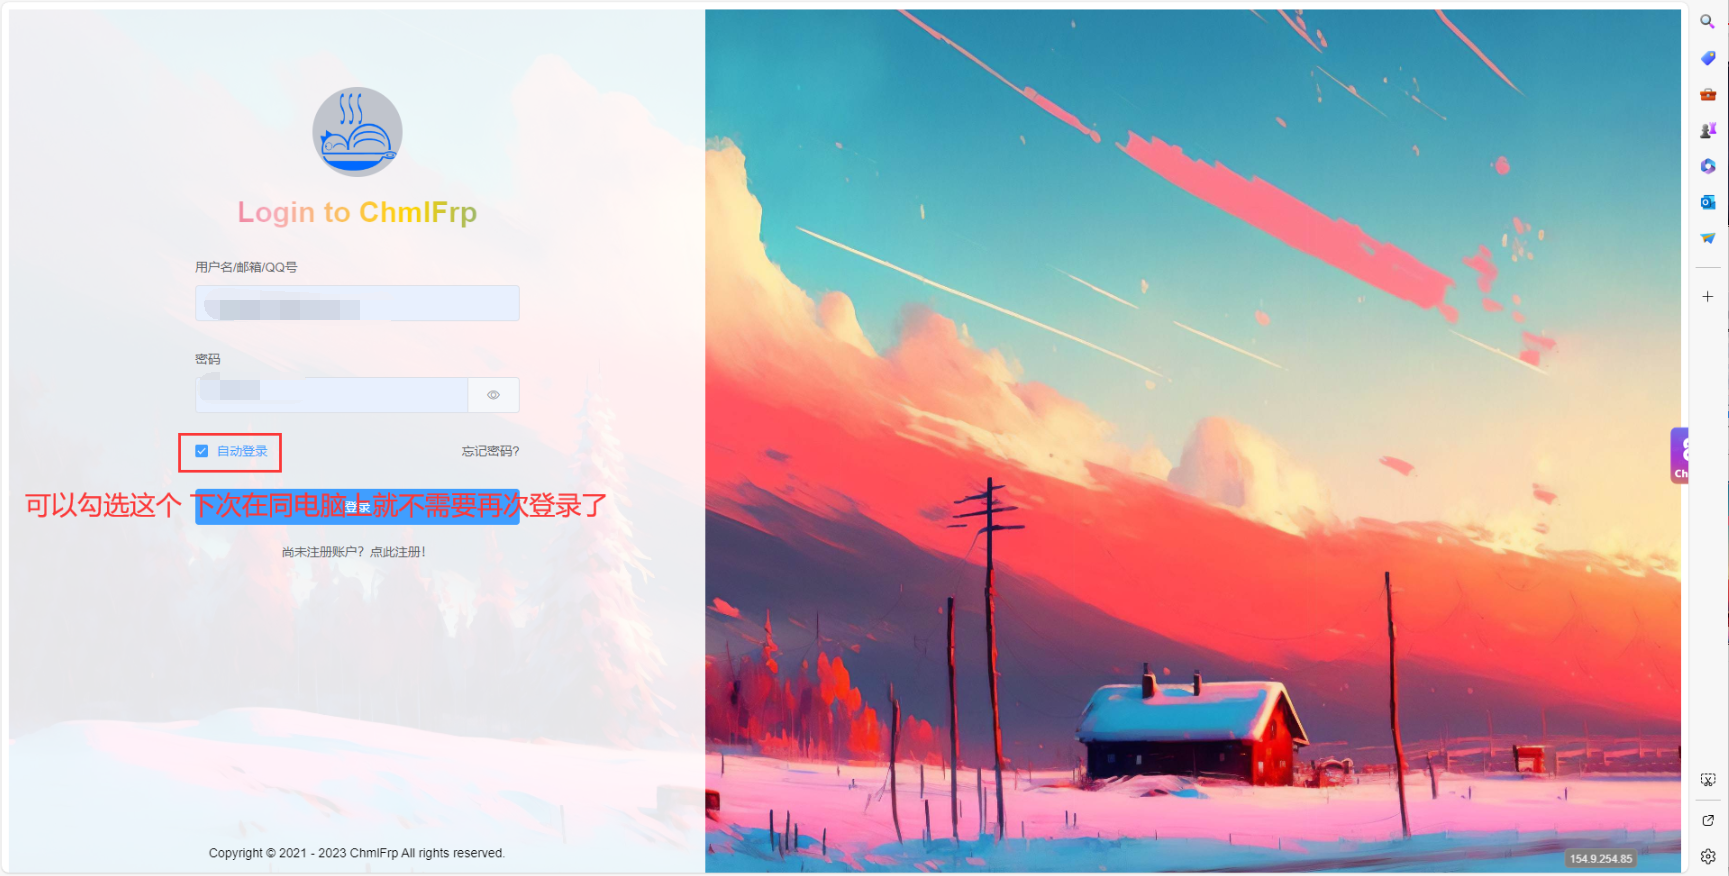 Login to ChmlFrp
用户名/邮箱/QQ号
密码
自动登录
忘记密码?
可以勾选这个 下次在同电脑上就不需要再次登录了
登录
尚未注册账户? 点此注册!
Ch
Copyright © 2021 - 2023 ChmlFrp All rights reserved.
154.9.254.85